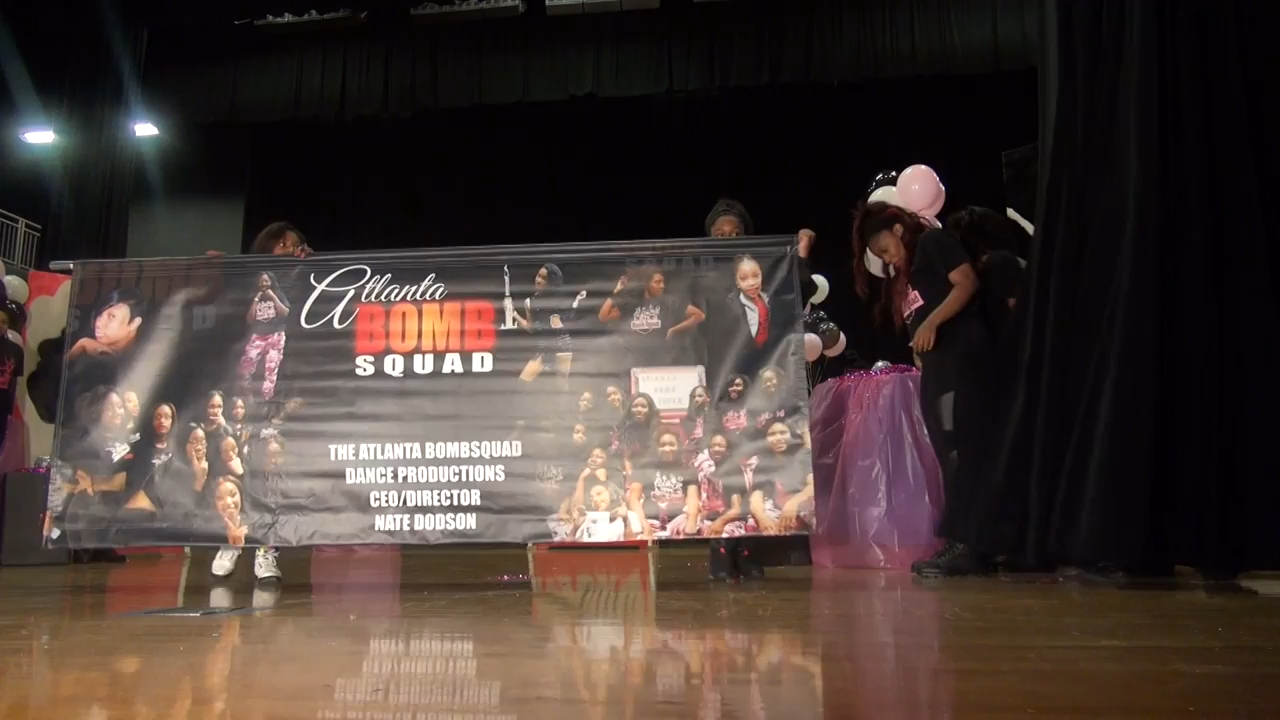 Atlanta
BOMB
SQUAD
THE ATLANTA BOMBSQUAD
DANCE PRODUCTIONS
CEO/DIRECTOR
NATE DODSON